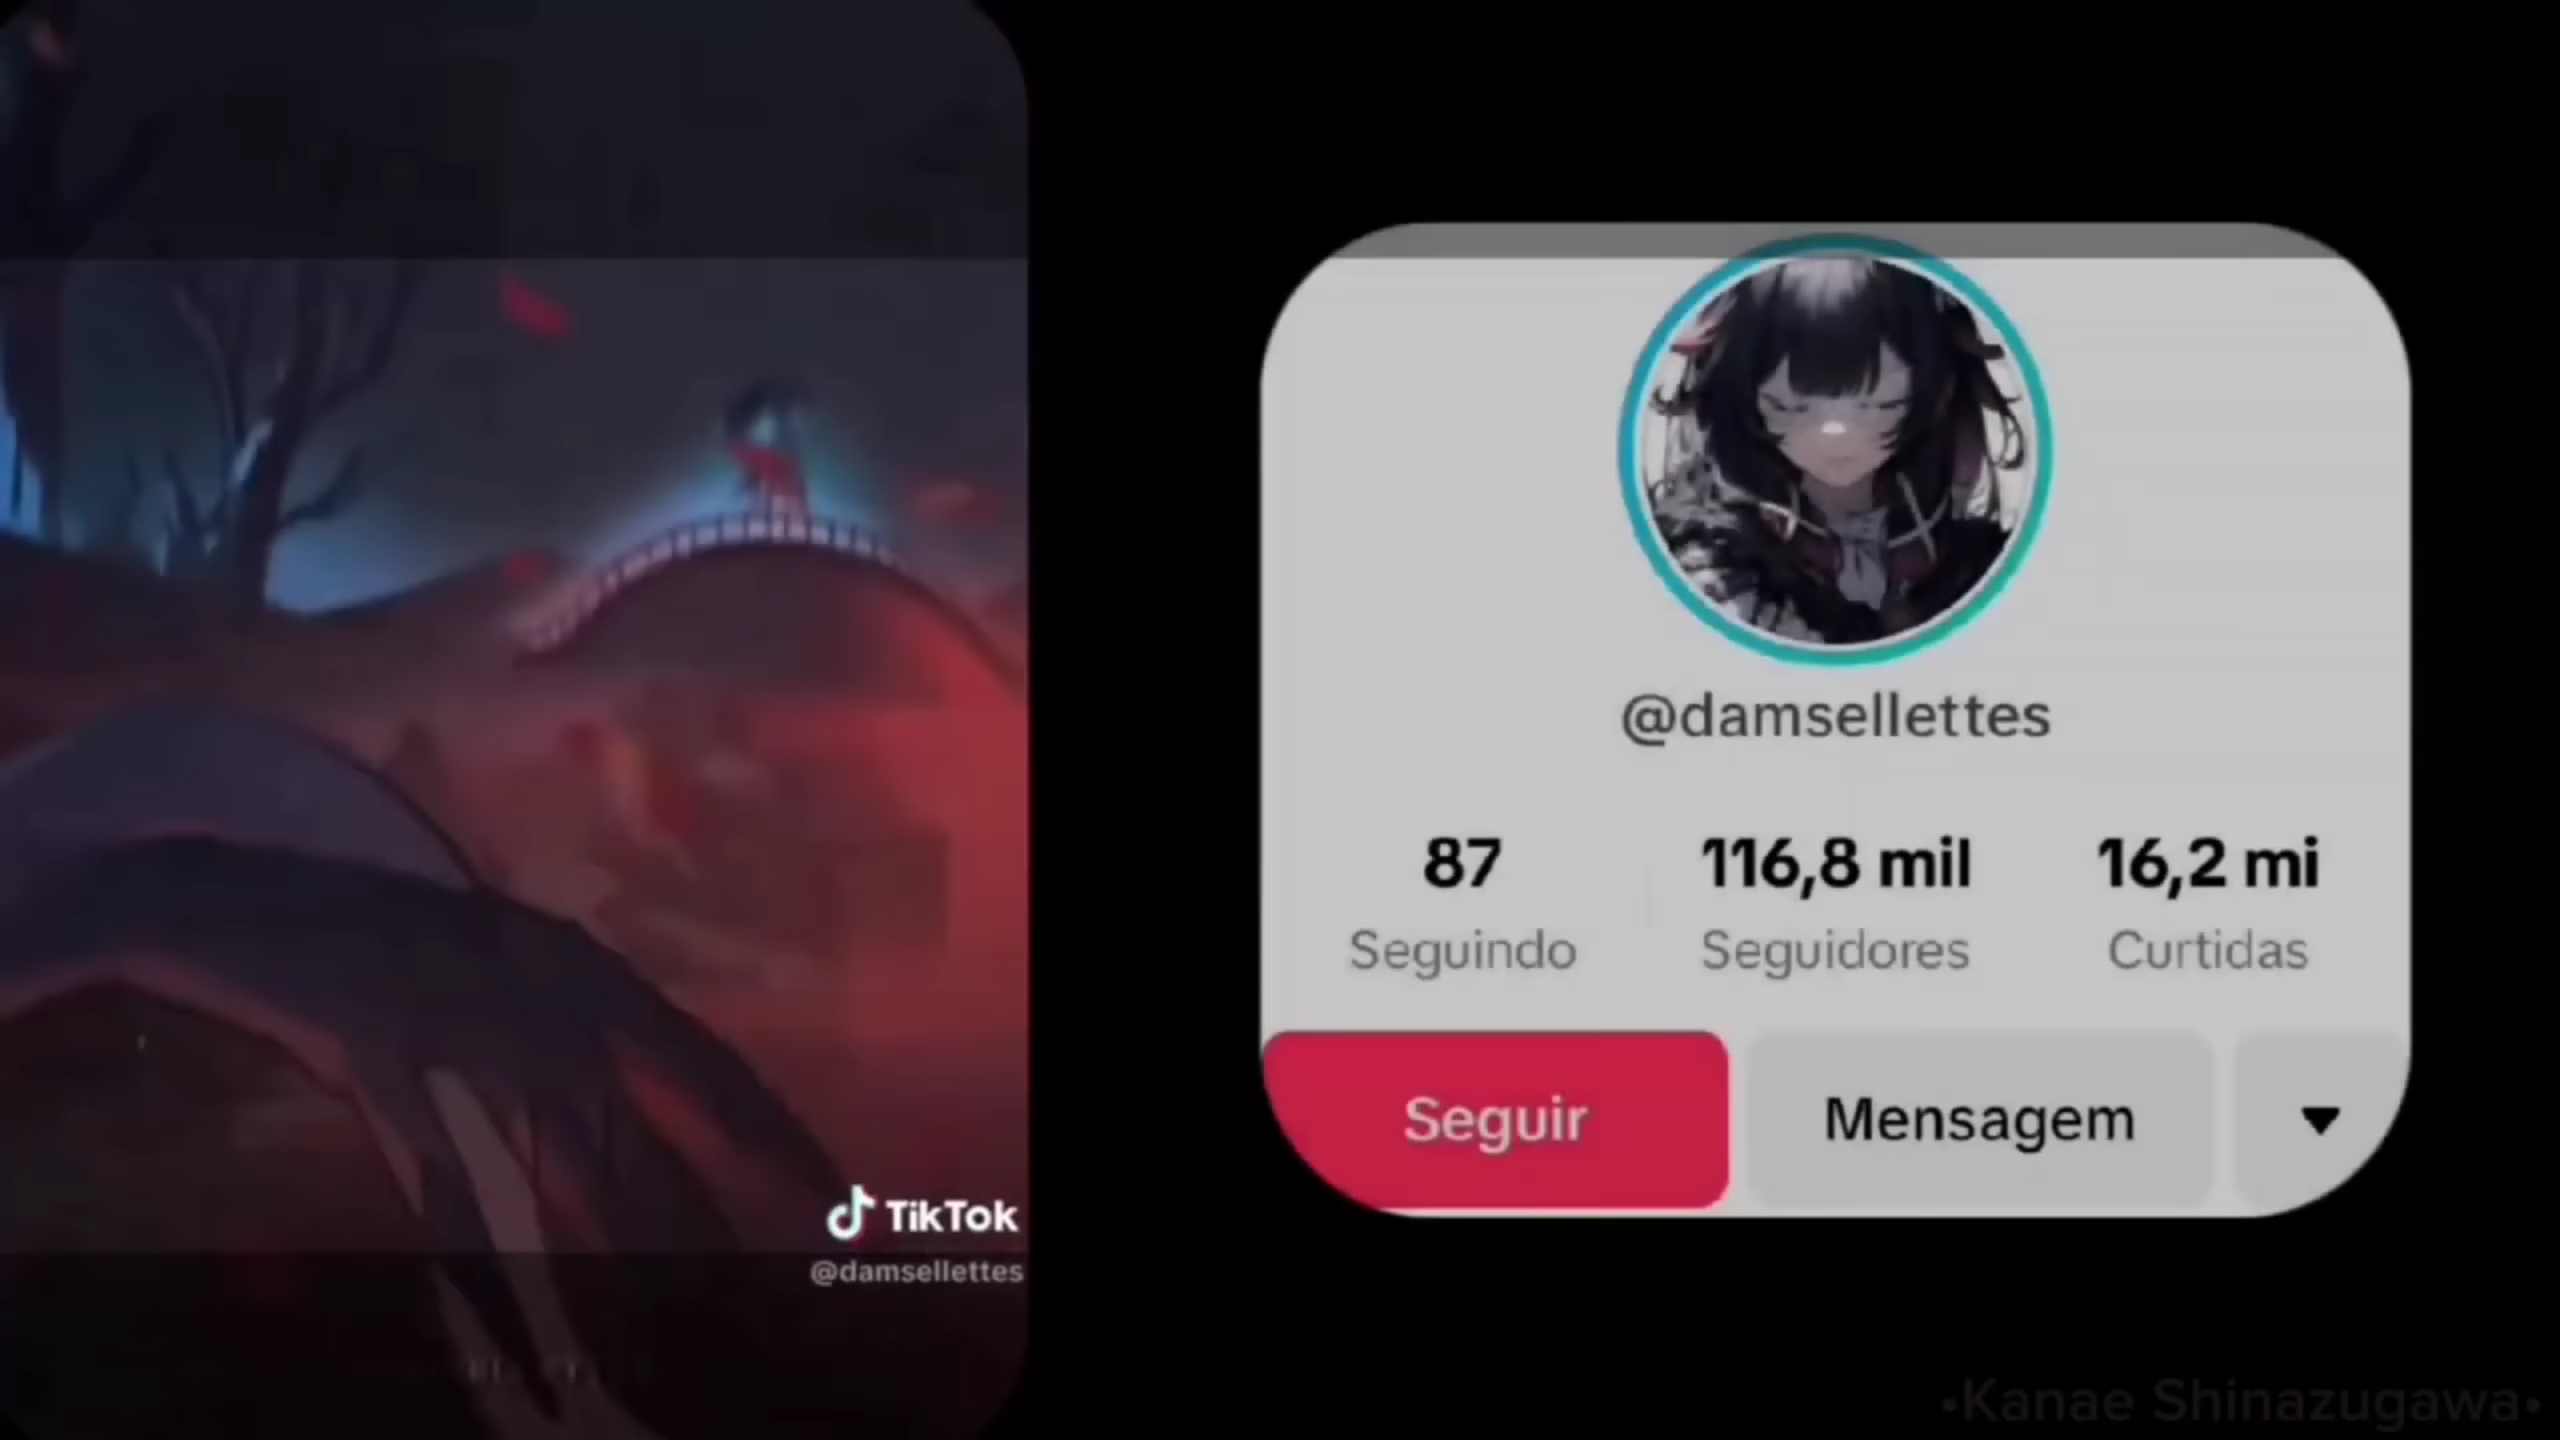 TikTok
@damsellettes
@damsellettes
87
116,8 mil
16,2 mi
Seguindo
Seguidores
Curtidas
Seguir
Mensagem
•Kanae Shinazugawa•